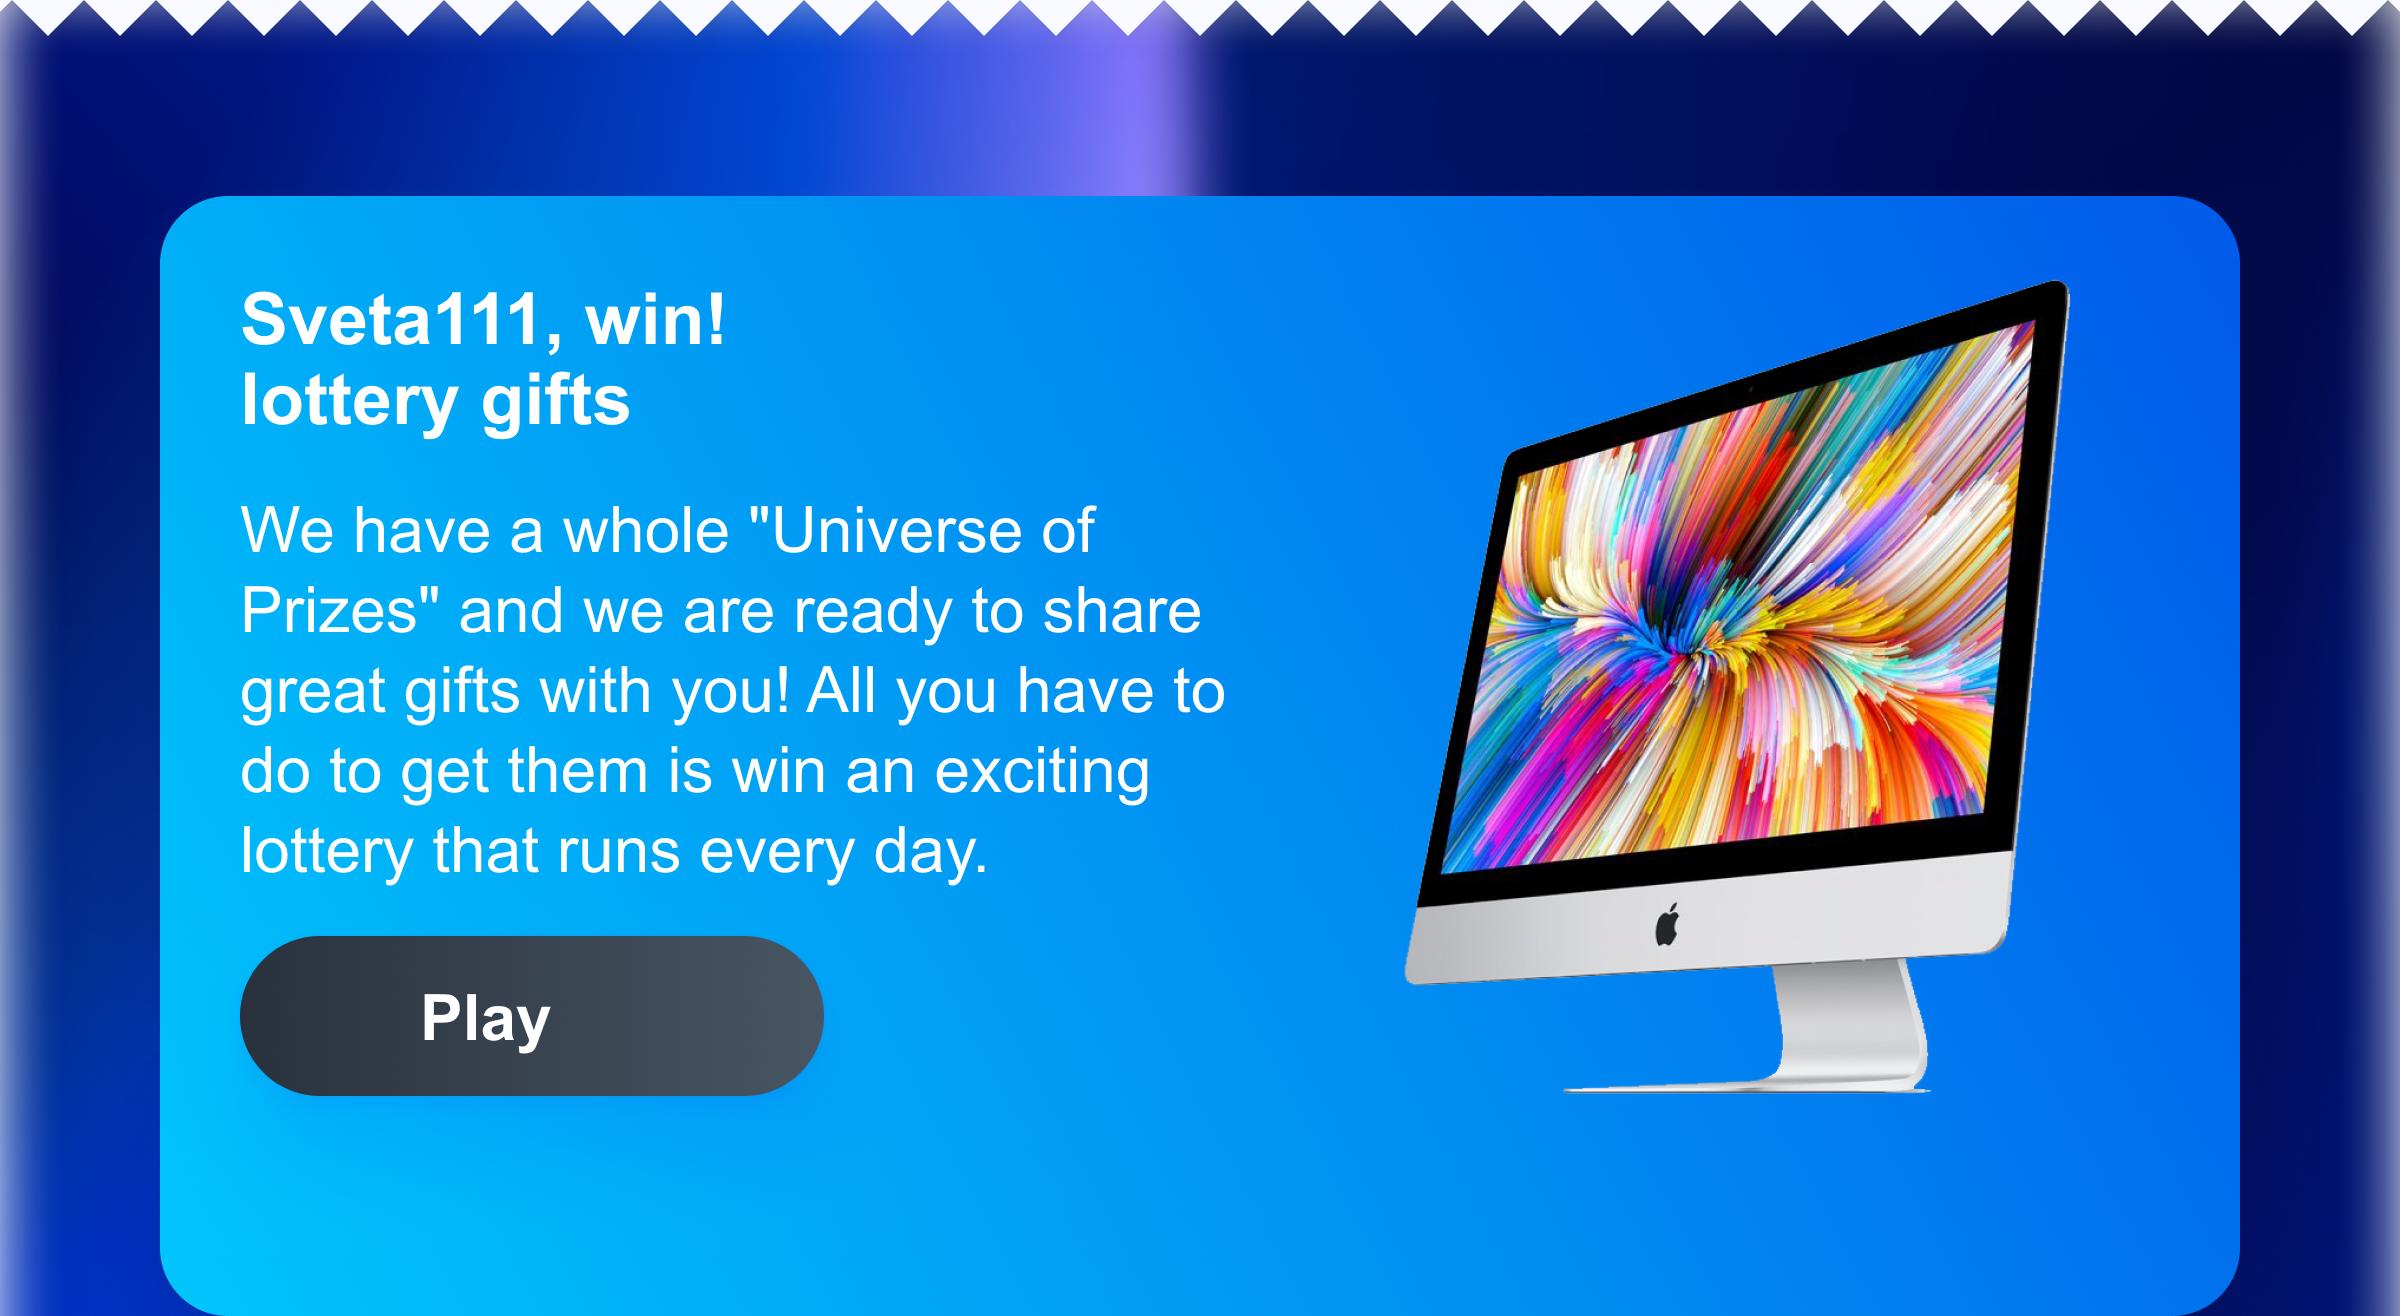 Sveta111, win!
lottery gifts
We have a whole "Universe of
Prizes" and we are ready to share
great gifts with you! All you have to
do to get them is win an exciting
lottery that runs every day.
Play